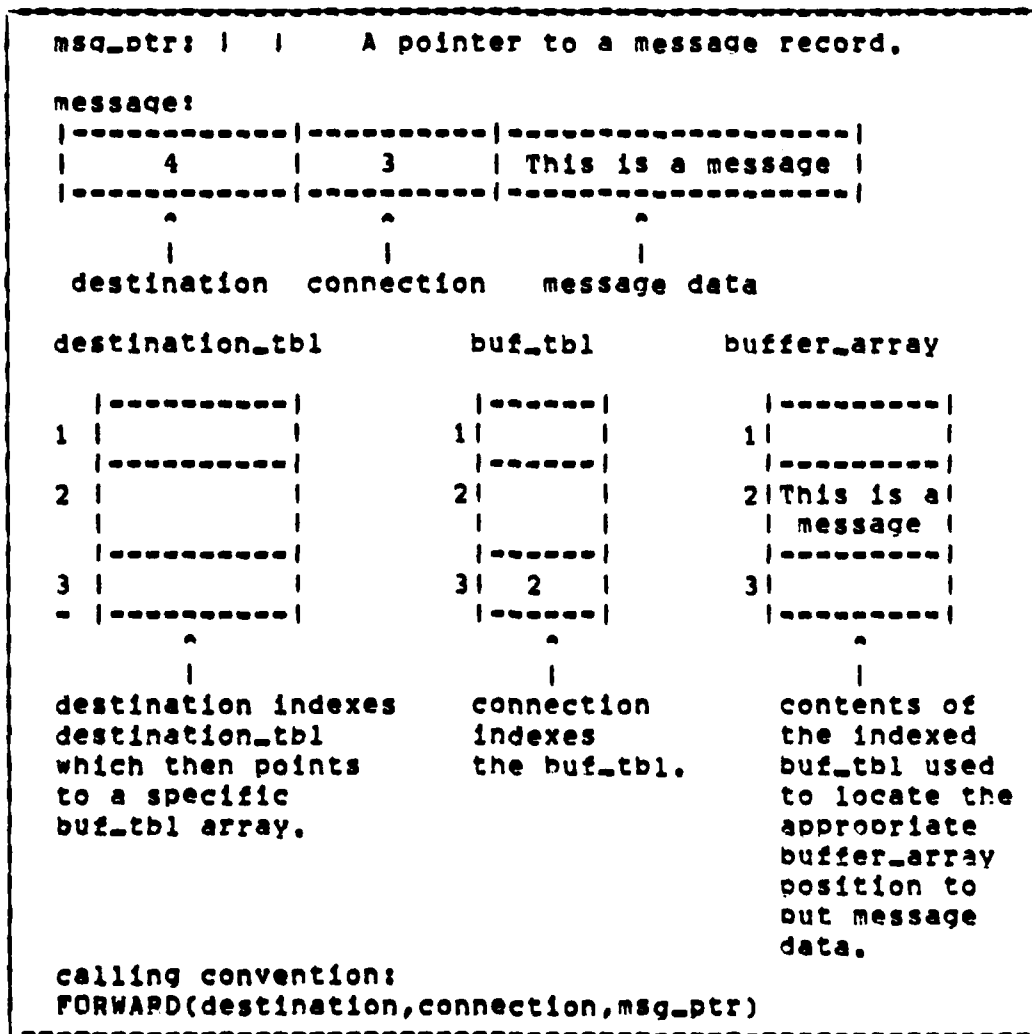 msg_ptr: | | A pointer to a message record.
message:
|-----------|----------|------------------|
| 4 | 3 | This is a message |
|-----------|----------|------------------|
^ ^ ^
| | |
destination connection message data
destination_tbl buf_tbl buffer_array
|----------| |------| |---------|
1 | | 1| | 1| |
|----------| |------| |---------|
2 | | 2| | 2|This is a|
| | | | | message |
|----------| |------| |---------|
3 | | 3| 2 | 3| |
- |----------| |------| |---------|
^ ^ ^
| | |
destination indexes connection contents of
destination_tbl indexes the indexed
which then points the buf_tbl. buf_tbl used
to a specific to locate the
buf_tbl array. appropriate
buffer_array
position to
put message
data.
calling convention:
FORWARD(destination,connection,msg_ptr)